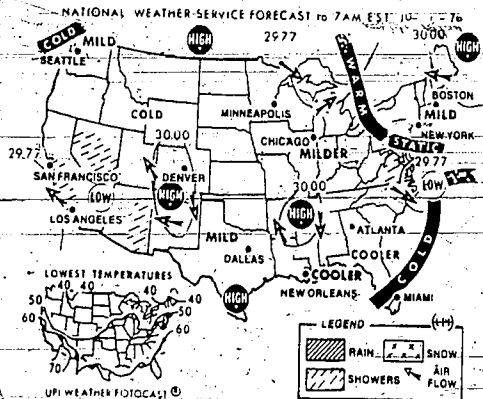 NATIONAL WEATHER SERVICE FORECAST to 7AM EST
29.77
30.00
COLD
MILD
SEATTLE
HIGH
HIGH
WARM
BOSTON
MILD
MINNEAPOLIS
COLD
NEW YORK
30.00
CHICAGO
MILDER
STATIC
29.77
29.77
SAN FRANCISCO
DENVER
LOW
HIGH
LOW
30.00
HIGH
LOS ANGELES
MILD
ATLANTA
DALLAS
COOLER
COLD
COOLER
NEW ORLEANS
HIGH
MIAMI
LOWEST TEMPERATURES
40 40 40 40
50 50
60 60
70 70
LEGEND
RAIN
SNOW
SHOWERS
AIR FLOW
UPI WEATHER FOTOCAST ®